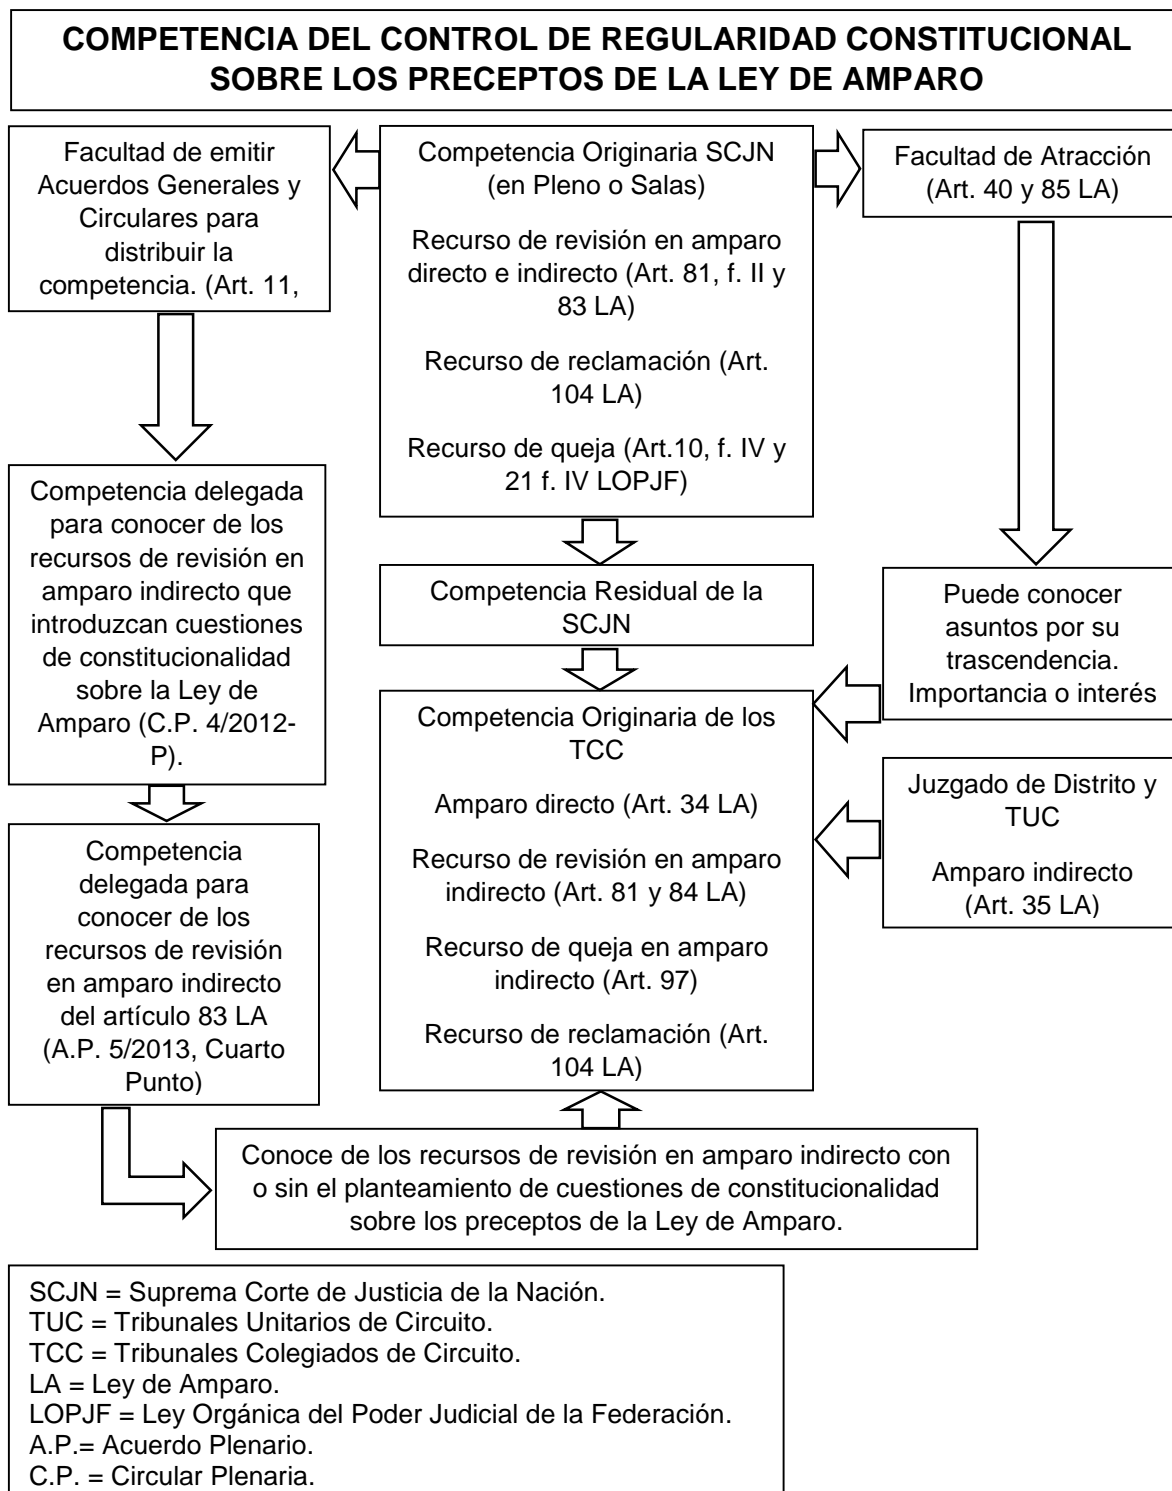 COMPETENCIA DEL CONTROL DE REGULARIDAD CONSTITUCIONAL
SOBRE LOS PRECEPTOS DE LA LEY DE AMPARO
Facultad de emitir
Acuerdos Generales y
Circulares para
distribuir la
competencia. (Art. 11,
Competencia Originaria SCJN
(en Pleno o Salas)
Recurso de revisión en amparo
directo e indirecto (Art. 81, f. II y
83 LA)
Recurso de reclamación (Art.
104 LA)
Recurso de queja (Art.10, f. IV y
21 f. IV LOPJF)
Facultad de Atracción
(Art. 40 y 85 LA)
Competencia delegada
para conocer de los
recursos de revisión en
amparo indirecto que
introduzcan cuestiones
de constitucionalidad
sobre la Ley de
Amparo (C.P. 4/2012-
P).
Competencia Residual de la
SCJN
Puede conocer
asuntos por su
trascendencia.
Importancia o interés
Competencia Originaria de los
TCC
Amparo directo (Art. 34 LA)
Recurso de revisión en amparo
indirecto (Art. 81 y 84 LA)
Recurso de queja en amparo
indirecto (Art. 97)
Recurso de reclamación (Art.
104 LA)
Juzgado de Distrito y
TUC
Amparo indirecto
(Art. 35 LA)
Competencia
delegada para
conocer de los
recursos de revisión
en amparo indirecto
del artículo 83 LA
(A.P. 5/2013, Cuarto
Punto)
Conoce de los recursos de revisión en amparo indirecto con
o sin el planteamiento de cuestiones de constitucionalidad
sobre los preceptos de la Ley de Amparo.
SCJN = Suprema Corte de Justicia de la Nación.
TUC = Tribunales Unitarios de Circuito.
TCC = Tribunales Colegiados de Circuito.
LA = Ley de Amparo.
LOPJF = Ley Orgánica del Poder Judicial de la Federación.
A.P.= Acuerdo Plenario.
C.P. = Circular Plenaria.